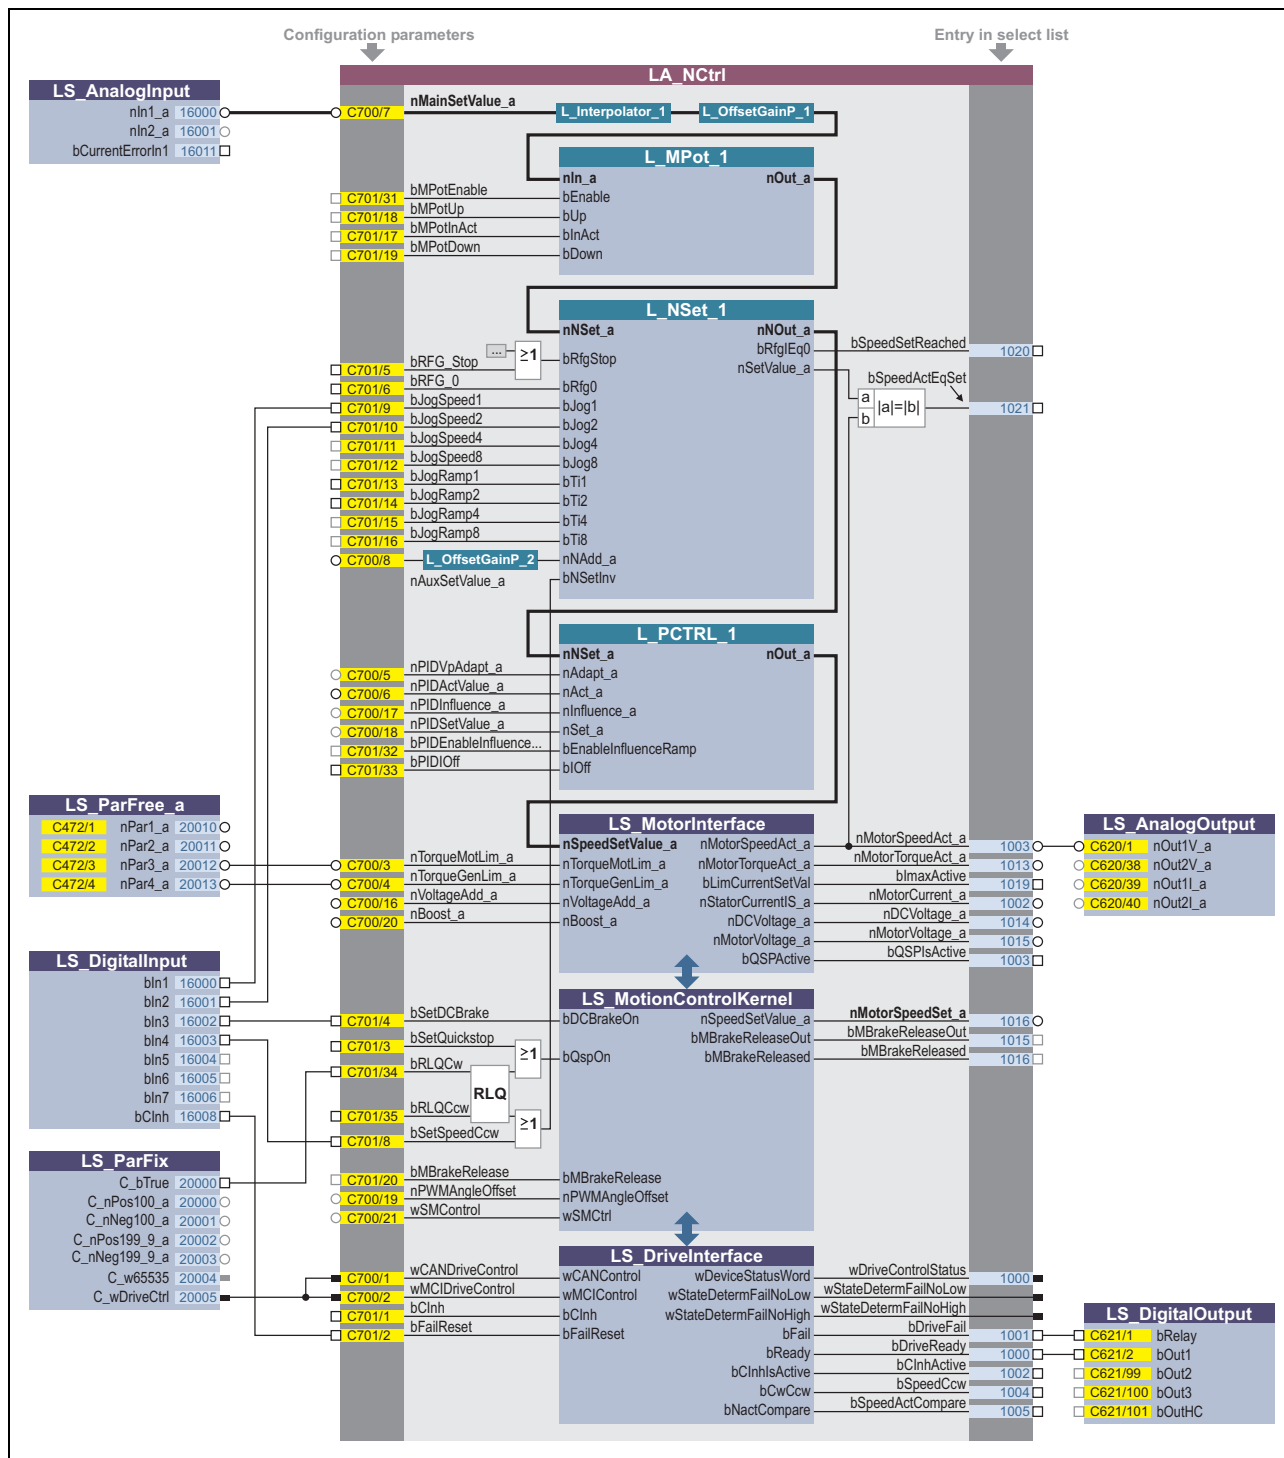 Configuration parameters
Entry in select list
LS_AnalogInput
nIn1_a 16000
nIn2_a 16001
bCurrentErrorIn1 16011
LA_NCtrl
C700/7 nMainSetValue_a L_Interpolator_1 L_OffsetGainP_1
L_MPot_1
nIn_a nOut_a
C701/31 bMPotEnable bEnable
C701/18 bMPotUp bUp
C701/17 bMPotInAct bInAct
C701/19 bMPotDown bDown
L_NSet_1
nNSet_a nNOut_a
... ≥1 bRfgStop bRfgIEq0 bSpeedSetReached 1020
nSetValue_a
C701/5 bRFG_Stop
C701/6 bRFG_0 bRfg0
bSpeedActEqSet
a
b
|a|=|b|
1021
C701/9 bJogSpeed1 bJog1
C701/10 bJogSpeed2 bJog2
C701/11 bJogSpeed4 bJog4
C701/12 bJogSpeed8 bJog8
C701/13 bJogRamp1 bTi1
C701/14 bJogRamp2 bTi2
C701/15 bJogRamp4 bTi4
C701/16 bJogRamp8 bTi8
C700/8 L_OffsetGainP_2 nNAdd_a
nAuxSetValue_a bNSetInv
L_PCTRL_1
nNSet_a nOut_a
C700/5 nPIDVpAdapt_a nAdapt_a
C700/6 nPIDActValue_a nAct_a
C700/17 nPIDInfluence_a nInfluence_a
C700/18 nPIDSetValue_a nSet_a
C701/32 bPIDEnableInfluence... bEnableInfluenceRamp
C701/33 bPIDIOff bIOff
LS_ParFree_a
C472/1 nPar1_a 20010
C472/2 nPar2_a 20011
C472/3 nPar3_a 20012
C472/4 nPar4_a 20013
LS_MotorInterface
nSpeedSetValue_a nMotorSpeedAct_a nMotorSpeedAct_a 1003
C700/3 nTorqueMotLim_a nTorqueMotLim_a nMotorTorqueAct_a nMotorTorqueAct_a 1013
C700/4 nTorqueGenLim_a nTorqueGenLim_a bLimCurrentSetVal bImaxActive 1019
C700/16 nVoltageAdd_a nVoltageAdd_a nStatorCurrentIS_a nMotorCurrent_a 1002
C700/20 nBoost_a nBoost_a nDCVoltage_a nDCVoltage_a 1014
nMotorVoltage_a nMotorVoltage_a 1015
bQSPActive bQSPIsActive 1003
LS_AnalogOutput
C620/1 nOut1V_a
C620/38 nOut2V_a
C620/39 nOut1I_a
C620/40 nOut2I_a
LS_DigitalInput
bIn1 16000
bIn2 16001
bIn3 16002
bIn4 16003
bIn5 16004
bIn6 16005
bIn7 16006
bCInh 16008
LS_MotionControlKernel
C701/4 bSetDCBrake bDCBrakeOn nSpeedSetValue_a nMotorSpeedSet_a 1016
bMBrakeReleaseOut bMBrakeReleaseOut 1015
C701/3 bSetQuickstop ≥1 bQspOn bMBrakeReleased bMBrakeReleased 1016
C701/34 bRLQCw
RLQ
C701/35 bRLQCcw
C701/8 bSetSpeedCcw ≥1
C701/20 bMBrakeRelease bMBrakeRelease
C700/19 nPWMAngleOffset nPWMAngleOffset
C700/21 wSMControl wSMCtrl
LS_ParFix
C_bTrue 20000
C_nPos100_a 20000
C_nNeg100_a 20001
C_nPos199_9_a 20002
C_nNeg199_9_a 20003
C_w65535 20004
C_wDriveCtrl 20005
LS_DriveInterface
C700/1 wCANDriveControl wCANControl wDeviceStatusWord wDriveControlStatus 1000
C700/2 wMCIDriveControl wMCIControl wStateDetermFailNoLow wStateDetermFailNoLow
C701/1 bCInh bCInh wStateDetermFailNoHigh wStateDetermFailNoHigh
C701/2 bFailReset bFailReset bFail bDriveFail 1001
bReady bDriveReady 1000
bCInhIsActive bCInhActive 1002
bCwCcw bSpeedCcw 1004
bNactCompare bSpeedActCompare 1005
LS_DigitalOutput
C621/1 bRelay
C621/2 bOut1
C621/99 bOut2
C621/100 bOut3
C621/101 bOutHC